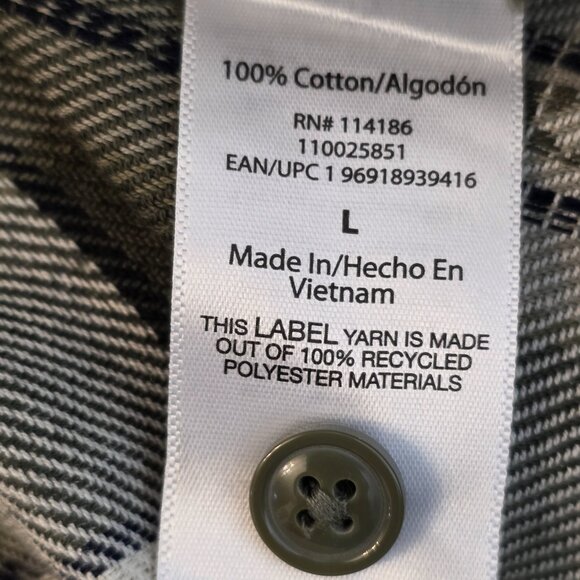 100% Cotton/Algodón
RN# 114186
110025851
EAN/UPC 1 96918939416
L
Made In/Hecho En
Vietnam
THIS LABEL YARN IS MADE
OUT OF 100% RECYCLED
POLYESTER MATERIALS